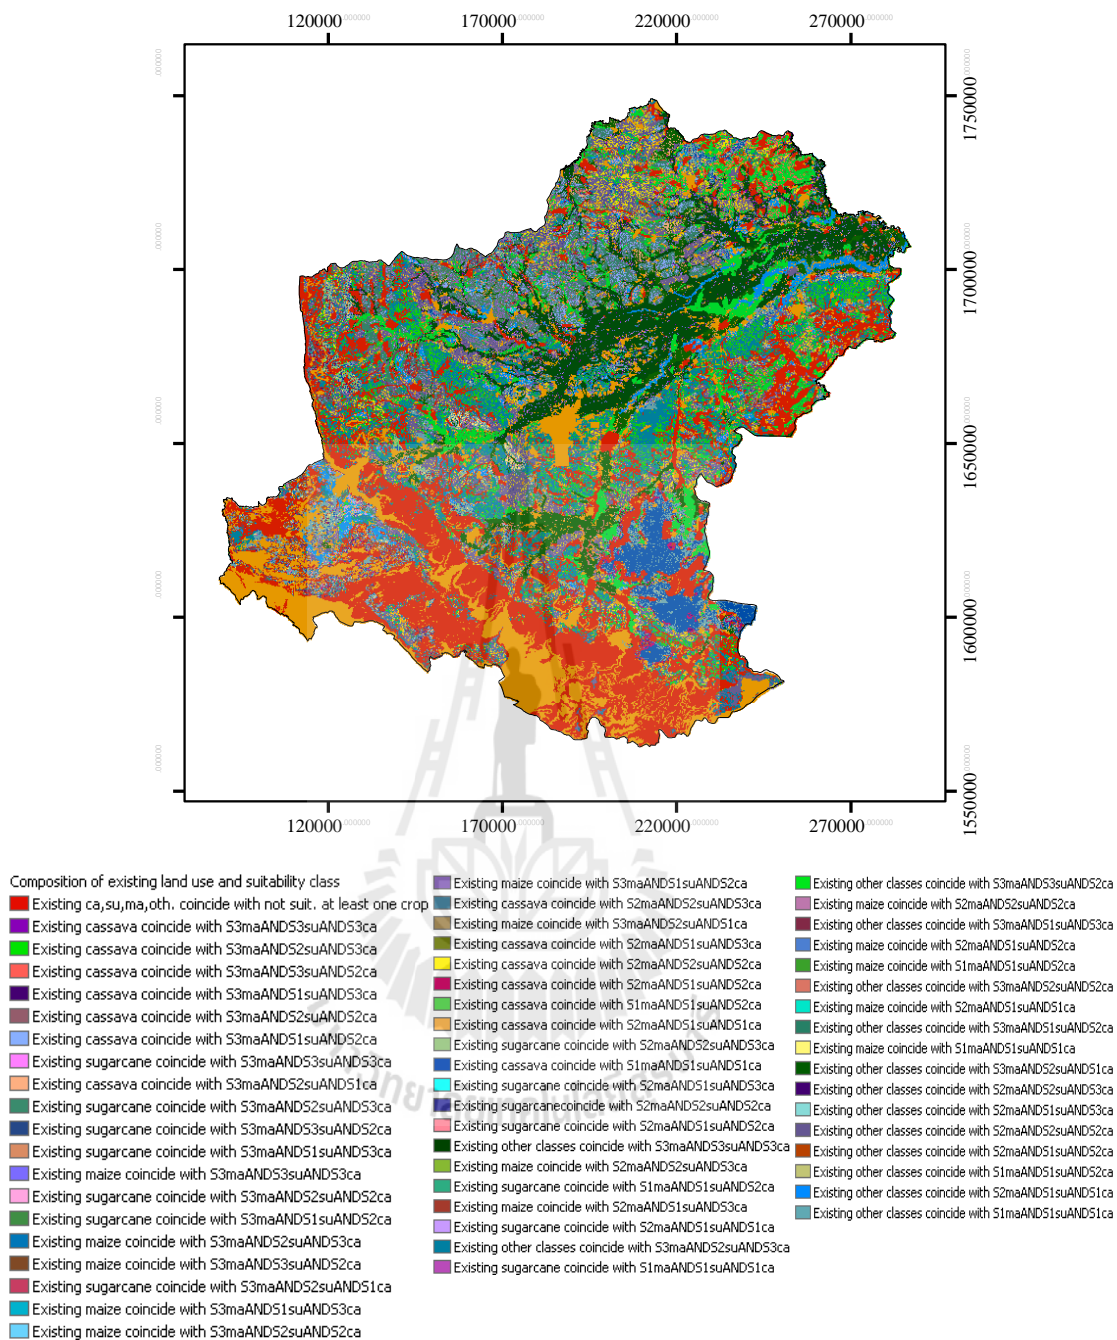 120000 170000 220000 270000
1750000
1700000
1650000
1600000
1550000
120000 170000 220000 270000
Composition of existing land use and suitability class
Existing ca,su,ma,oth. coincide with not suit. at least one crop
Existing cassava coincide with S3maANDS3suANDS3ca
Existing cassava coincide with S3maANDS2suANDS3ca
Existing cassava coincide with S3maANDS3suANDS2ca
Existing cassava coincide with S3maANDS1suANDS3ca
Existing cassava coincide with S3maANDS2suANDS2ca
Existing cassava coincide with S3maANDS1suANDS2ca
Existing sugarcane coincide with S3maANDS3suANDS3ca
Existing cassava coincide with S3maANDS2suANDS1ca
Existing sugarcane coincide with S3maANDS2suANDS3ca
Existing sugarcane coincide with S3maANDS3suANDS2ca
Existing sugarcane coincide with S3maANDS1suANDS3ca
Existing maize coincide with S3maANDS3suANDS3ca
Existing sugarcane coincide with S3maANDS2suANDS2ca
Existing sugarcane coincide with S3maANDS1suANDS2ca
Existing maize coincide with S3maANDS2suANDS3ca
Existing maize coincide with S3maANDS3suANDS2ca
Existing sugarcane coincide with S3maANDS2suANDS1ca
Existing maize coincide with S3maANDS1suANDS3ca
Existing maize coincide with S3maANDS2suANDS2ca
Existing maize coincide with S3maANDS1suANDS2ca
Existing cassava coincide with S2maANDS2suANDS3ca
Existing maize coincide with S3maANDS2suANDS1ca
Existing cassava coincide with S2maANDS1suANDS3ca
Existing cassava coincide with S2maANDS2suANDS2ca
Existing cassava coincide with S2maANDS1suANDS2ca
Existing cassava coincide with S1maANDS1suANDS2ca
Existing cassava coincide with S2maANDS1suANDS1ca
Existing sugarcane coincide with S2maANDS2suANDS3ca
Existing cassava coincide with S1maANDS1suANDS1ca
Existing sugarcane coincide with S2maANDS1suANDS3ca
Existing sugarcanecoincide with S2maANDS2suANDS2ca
Existing sugarcane coincide with S2maANDS1suANDS2ca
Existing other classes coincide with S3maANDS3suANDS3ca
Existing maize coincide with S2maANDS2suANDS3ca
Existing sugarcane coincide with S1maANDS1suANDS2ca
Existing maize coincide with S2maANDS1suANDS3ca
Existing sugarcane coincide with S2maANDS1suANDS1ca
Existing other classes coincide with S3maANDS2suANDS3ca
Existing sugarcane coincide with S1maANDS1suANDS1ca
Existing other classes coincide with S3maANDS3suANDS2ca
Existing maize coincide with S2maANDS2suANDS2ca
Existing other classes coincide with S3maANDS1suANDS3ca
Existing maize coincide with S2maANDS1suANDS2ca
Existing maize coincide with S1maANDS1suANDS2ca
Existing other classes coincide with S3maANDS2suANDS2ca
Existing maize coincide with S2maANDS1suANDS1ca
Existing other classes coincide with S3maANDS1suANDS2ca
Existing maize coincide with S1maANDS1suANDS1ca
Existing other classes coincide with S3maANDS2suANDS1ca
Existing other classes coincide with S2maANDS2suANDS3ca
Existing other classes coincide with S2maANDS1suANDS3ca
Existing other classes coincide with S2maANDS2suANDS2ca
Existing other classes coincide with S2maANDS1suANDS2ca
Existing other classes coincide with S1maANDS1suANDS2ca
Existing other classes coincide with S2maANDS1suANDS1ca
Existing other classes coincide with S1maANDS1suANDS1ca